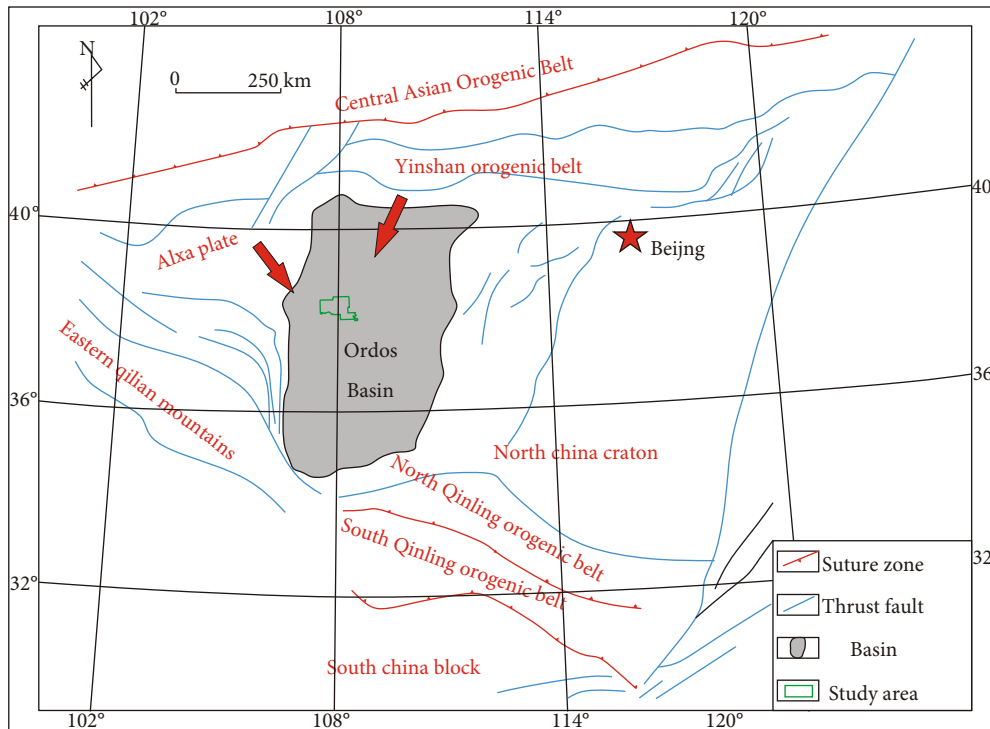 102° 108° 114° 120°
N
0 250 km
Central Asian Orogenic Belt
Yinshan orogenic belt
40° 40
Alxa plate
Beijng
Ordos
Basin
Eastern qilian mountains
36° 36
North china craton
North Qinling orogenic belt
South Qinling orogenic belt
32° 32
South china block
Suture zone
Thrust fault
Basin
Study area
102° 108° 114° 120°